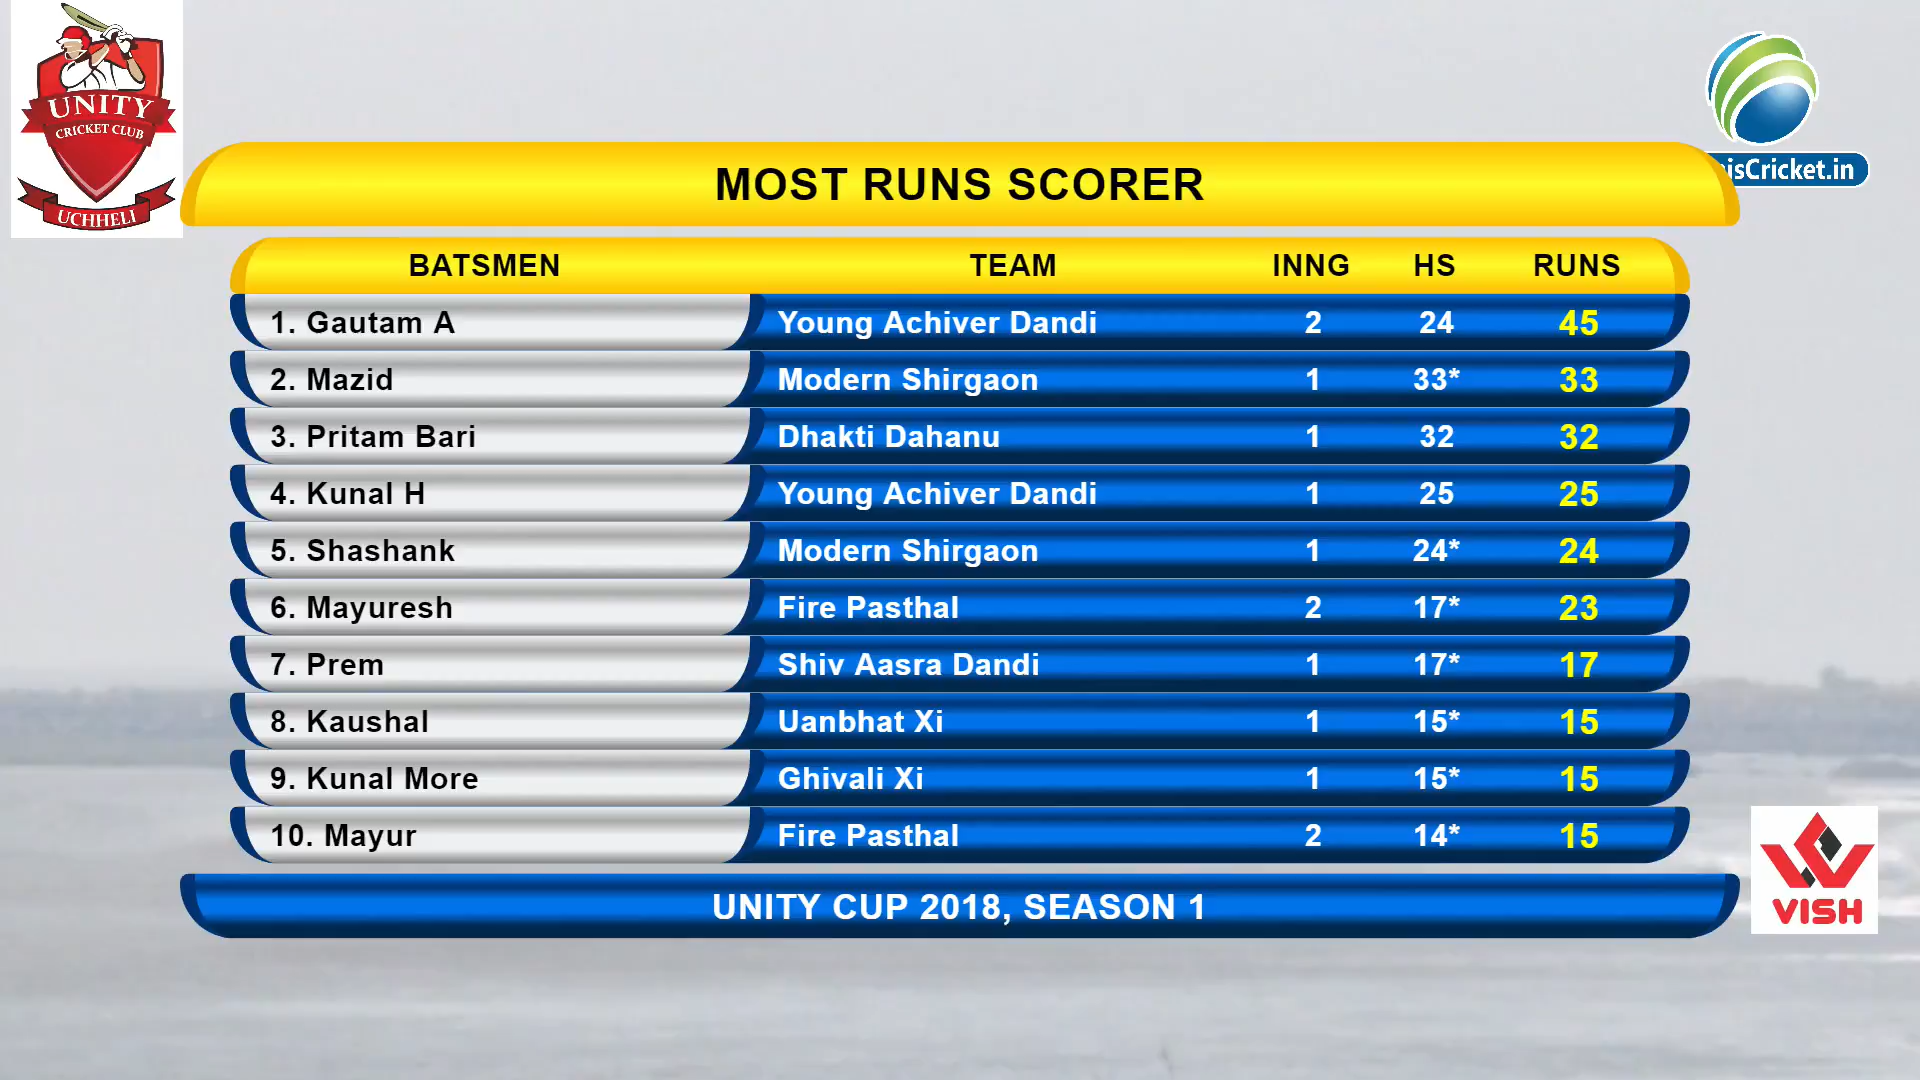 UNITY
CRICKET CLUB
UCHHELI
isCricket.in
MOST RUNS SCORER
BATSMEN TEAM INNG HS RUNS
1. Gautam A Young Achiver Dandi 2 24 45
2. Mazid Modern Shirgaon 1 33* 33
3. Pritam Bari Dhakti Dahanu 1 32 32
4. Kunal H Young Achiver Dandi 1 25 25
5. Shashank Modern Shirgaon 1 24* 24
6. Mayuresh Fire Pasthal 2 17* 23
7. Prem Shiv Aasra Dandi 1 17* 17
8. Kaushal Uanbhat Xi 1 15* 15
9. Kunal More Ghivali Xi 1 15* 15
10. Mayur Fire Pasthal 2 14* 15
UNITY CUP 2018, SEASON 1
VISH